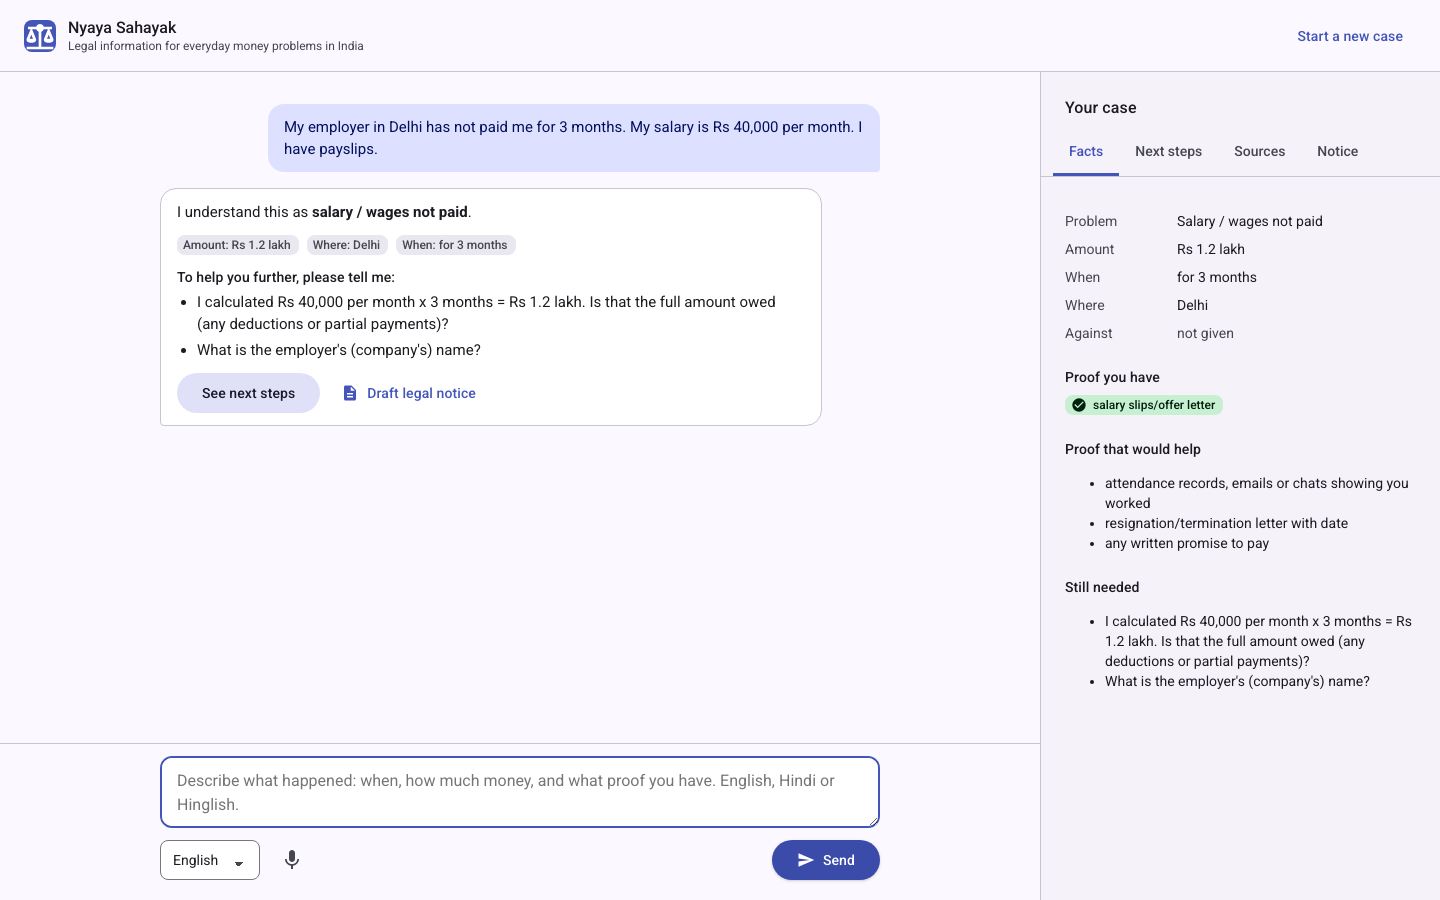 Nyaya Sahayak
Legal information for everyday money problems in India
Start a new case
My employer in Delhi has not paid me for 3 months. My salary is Rs 40,000 per month. I
have payslips.
I understand this as salary / wages not paid.
Amount: Rs 1.2 lakh Where: Delhi When: for 3 months
To help you further, please tell me:
• I calculated Rs 40,000 per month x 3 months = Rs 1.2 lakh. Is that the full amount owed
(any deductions or partial payments)?
• What is the employer's (company's) name?
See next steps Draft legal notice
Describe what happened: when, how much money, and what proof you have. English, Hindi or
Hinglish.
English Send
Your case
Facts Next steps Sources Notice
Problem Salary / wages not paid
Amount Rs 1.2 lakh
When for 3 months
Where Delhi
Against not given
Proof you have
salary slips/offer letter
Proof that would help
• attendance records, emails or chats showing you
worked
• resignation/termination letter with date
• any written promise to pay
Still needed
• I calculated Rs 40,000 per month x 3 months = Rs
1.2 lakh. Is that the full amount owed (any
deductions or partial payments)?
• What is the employer's (company's) name?